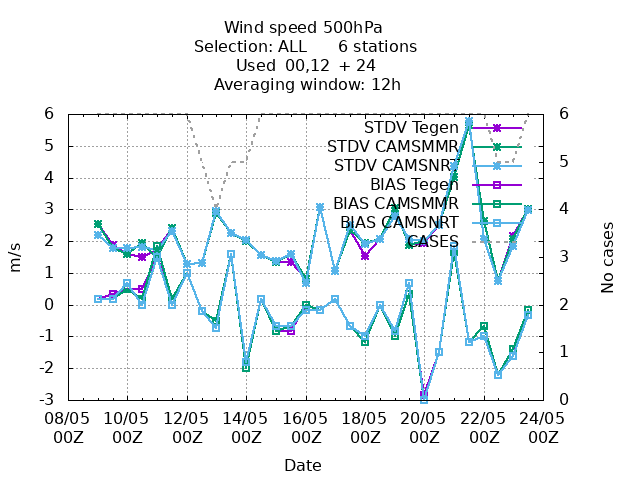 Wind speed 500hPa
Selection: ALL 6 stations
Used 00,12 + 24
Averaging window: 12h
STDV Tegen
STDV CAMSMMR
STDV CAMSNRT
BIAS Tegen
BIAS CAMSMMR
BIAS CAMSNRT
CASES
m/s
6
5
4
3
2
1
0
-1
-2
-3
No cases
6
5
4
3
2
1
0
08/05 10/05 12/05 14/05 16/05 18/05 20/05 22/05 24/05
00Z 00Z 00Z 00Z 00Z 00Z 00Z 00Z 00Z
Date